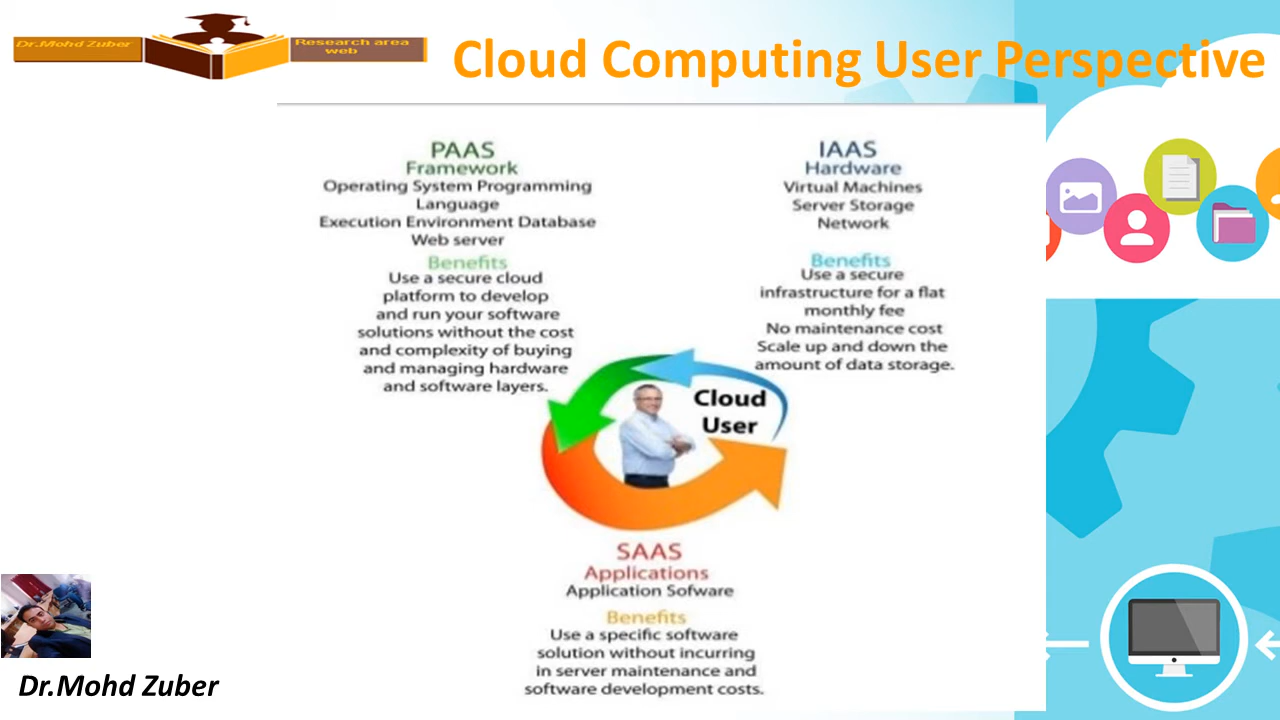 Dr.Mohd Zuber
Research area
web
Cloud Computing User Perspective
PAAS
Framework
Operating System Programming
Language
Execution Environment Database
Web server
Benefits
Use a secure cloud
platform to develop
and run your software
solutions without the cost
and complexity of buying
and managing hardware
and software layers.
IAAS
Hardware
Virtual Machines
Server Storage
Network
Benefits
Use a secure
infrastructure for a flat
monthly fee
No maintenance cost
Scale up and down the
amount of data storage.
Cloud
User
SAAS
Applications
Application Sofware
Benefits
Use a specific software
solution without incurring
in server maintenance and
software development costs.
Dr.Mohd Zuber